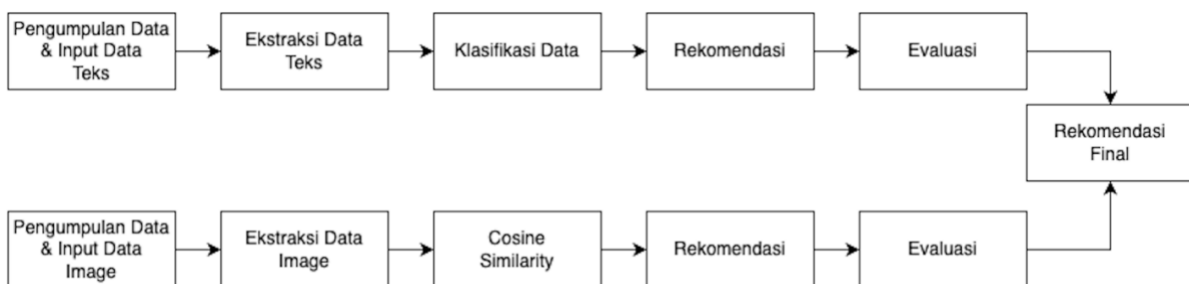 Pengumpulan Data
& Input Data
Teks
Ekstraksi Data
Teks
Klasifikasi Data
Rekomendasi
Evaluasi
Rekomendasi
Final
Pengumpulan Data
& Input Data
Image
Ekstraksi Data
Image
Cosine
Similarity
Rekomendasi
Evaluasi